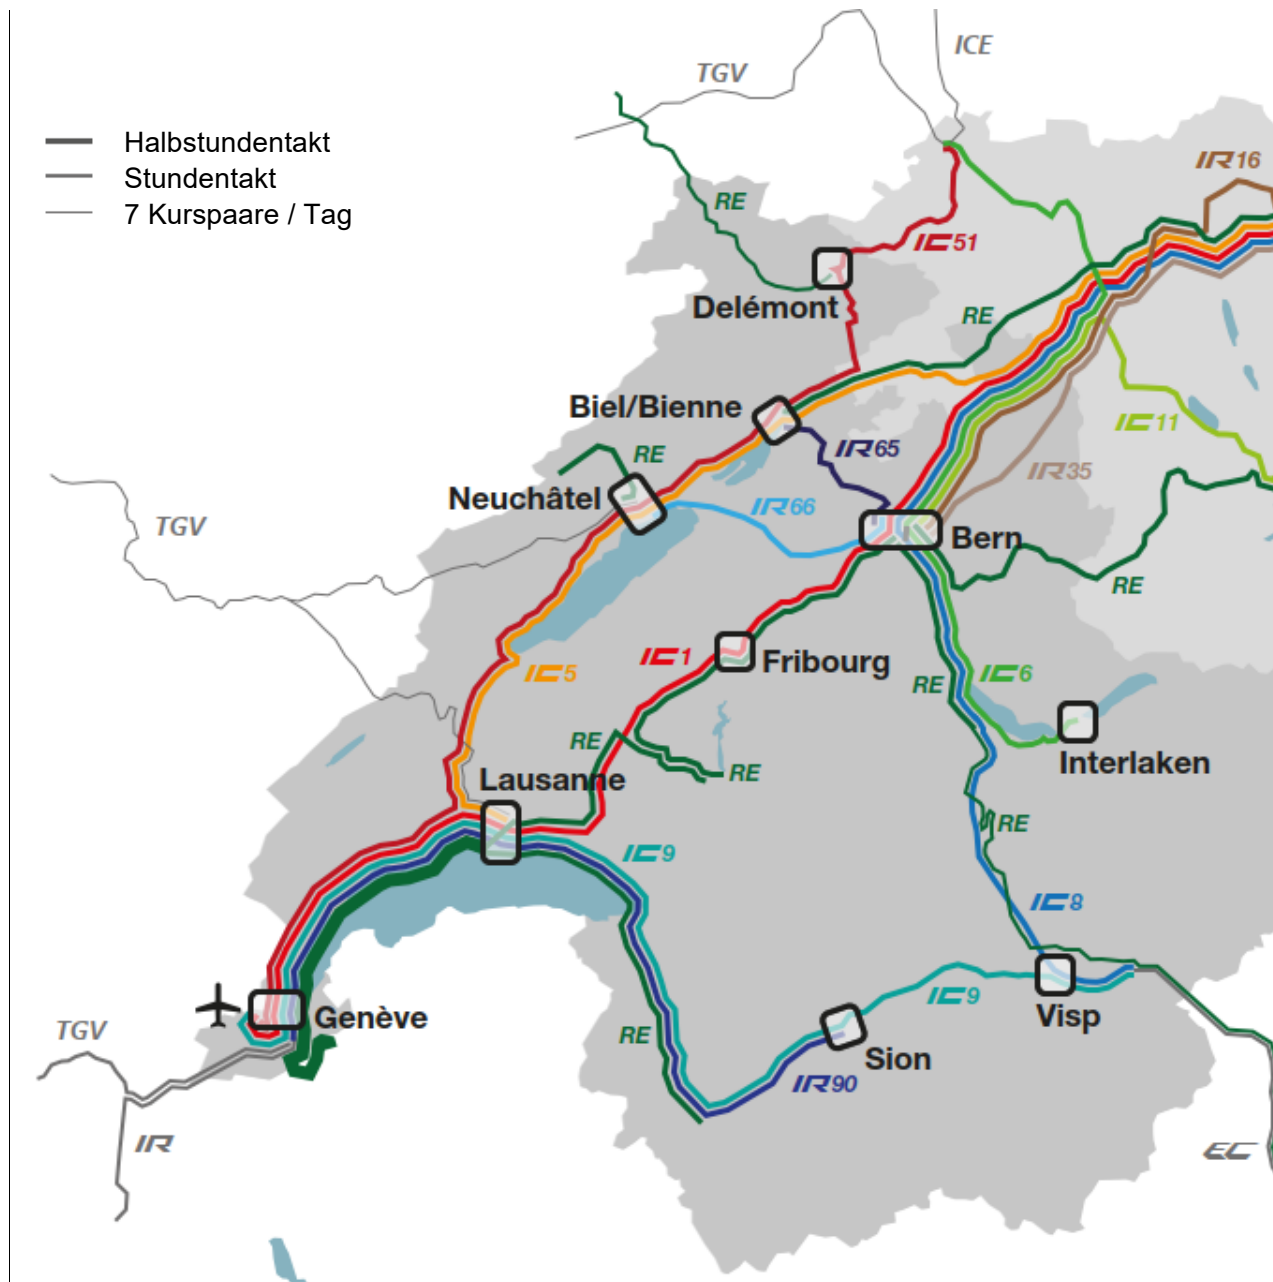 ICE
TGV
Halbstundentakt
Stundentakt
7 Kurspaare / Tag
IR16
RE
IC51
Delémont
RE
Biel/Bienne
IC11
RE
IR65
IR35
Neuchâtel
IR66
TGV
Bern
RE
IC1
Fribourg
IC5
IC6
RE
RE
Interlaken
RE
Lausanne
RE
IC9
IC8
IC9
Genève
Visp
TGV
RE
Sion
IR90
IR
EC